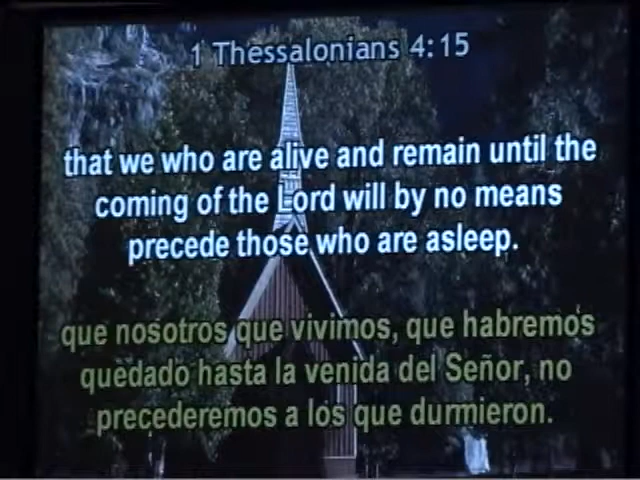 1 Thessalonians 4:15
that we who are alive and remain until the
coming of the Lord will by no means
precede those who are asleep.
que nosotros que vivimos, que habremos
quedado hasta la venida del Señor, no
precederemos a los que durmieron.